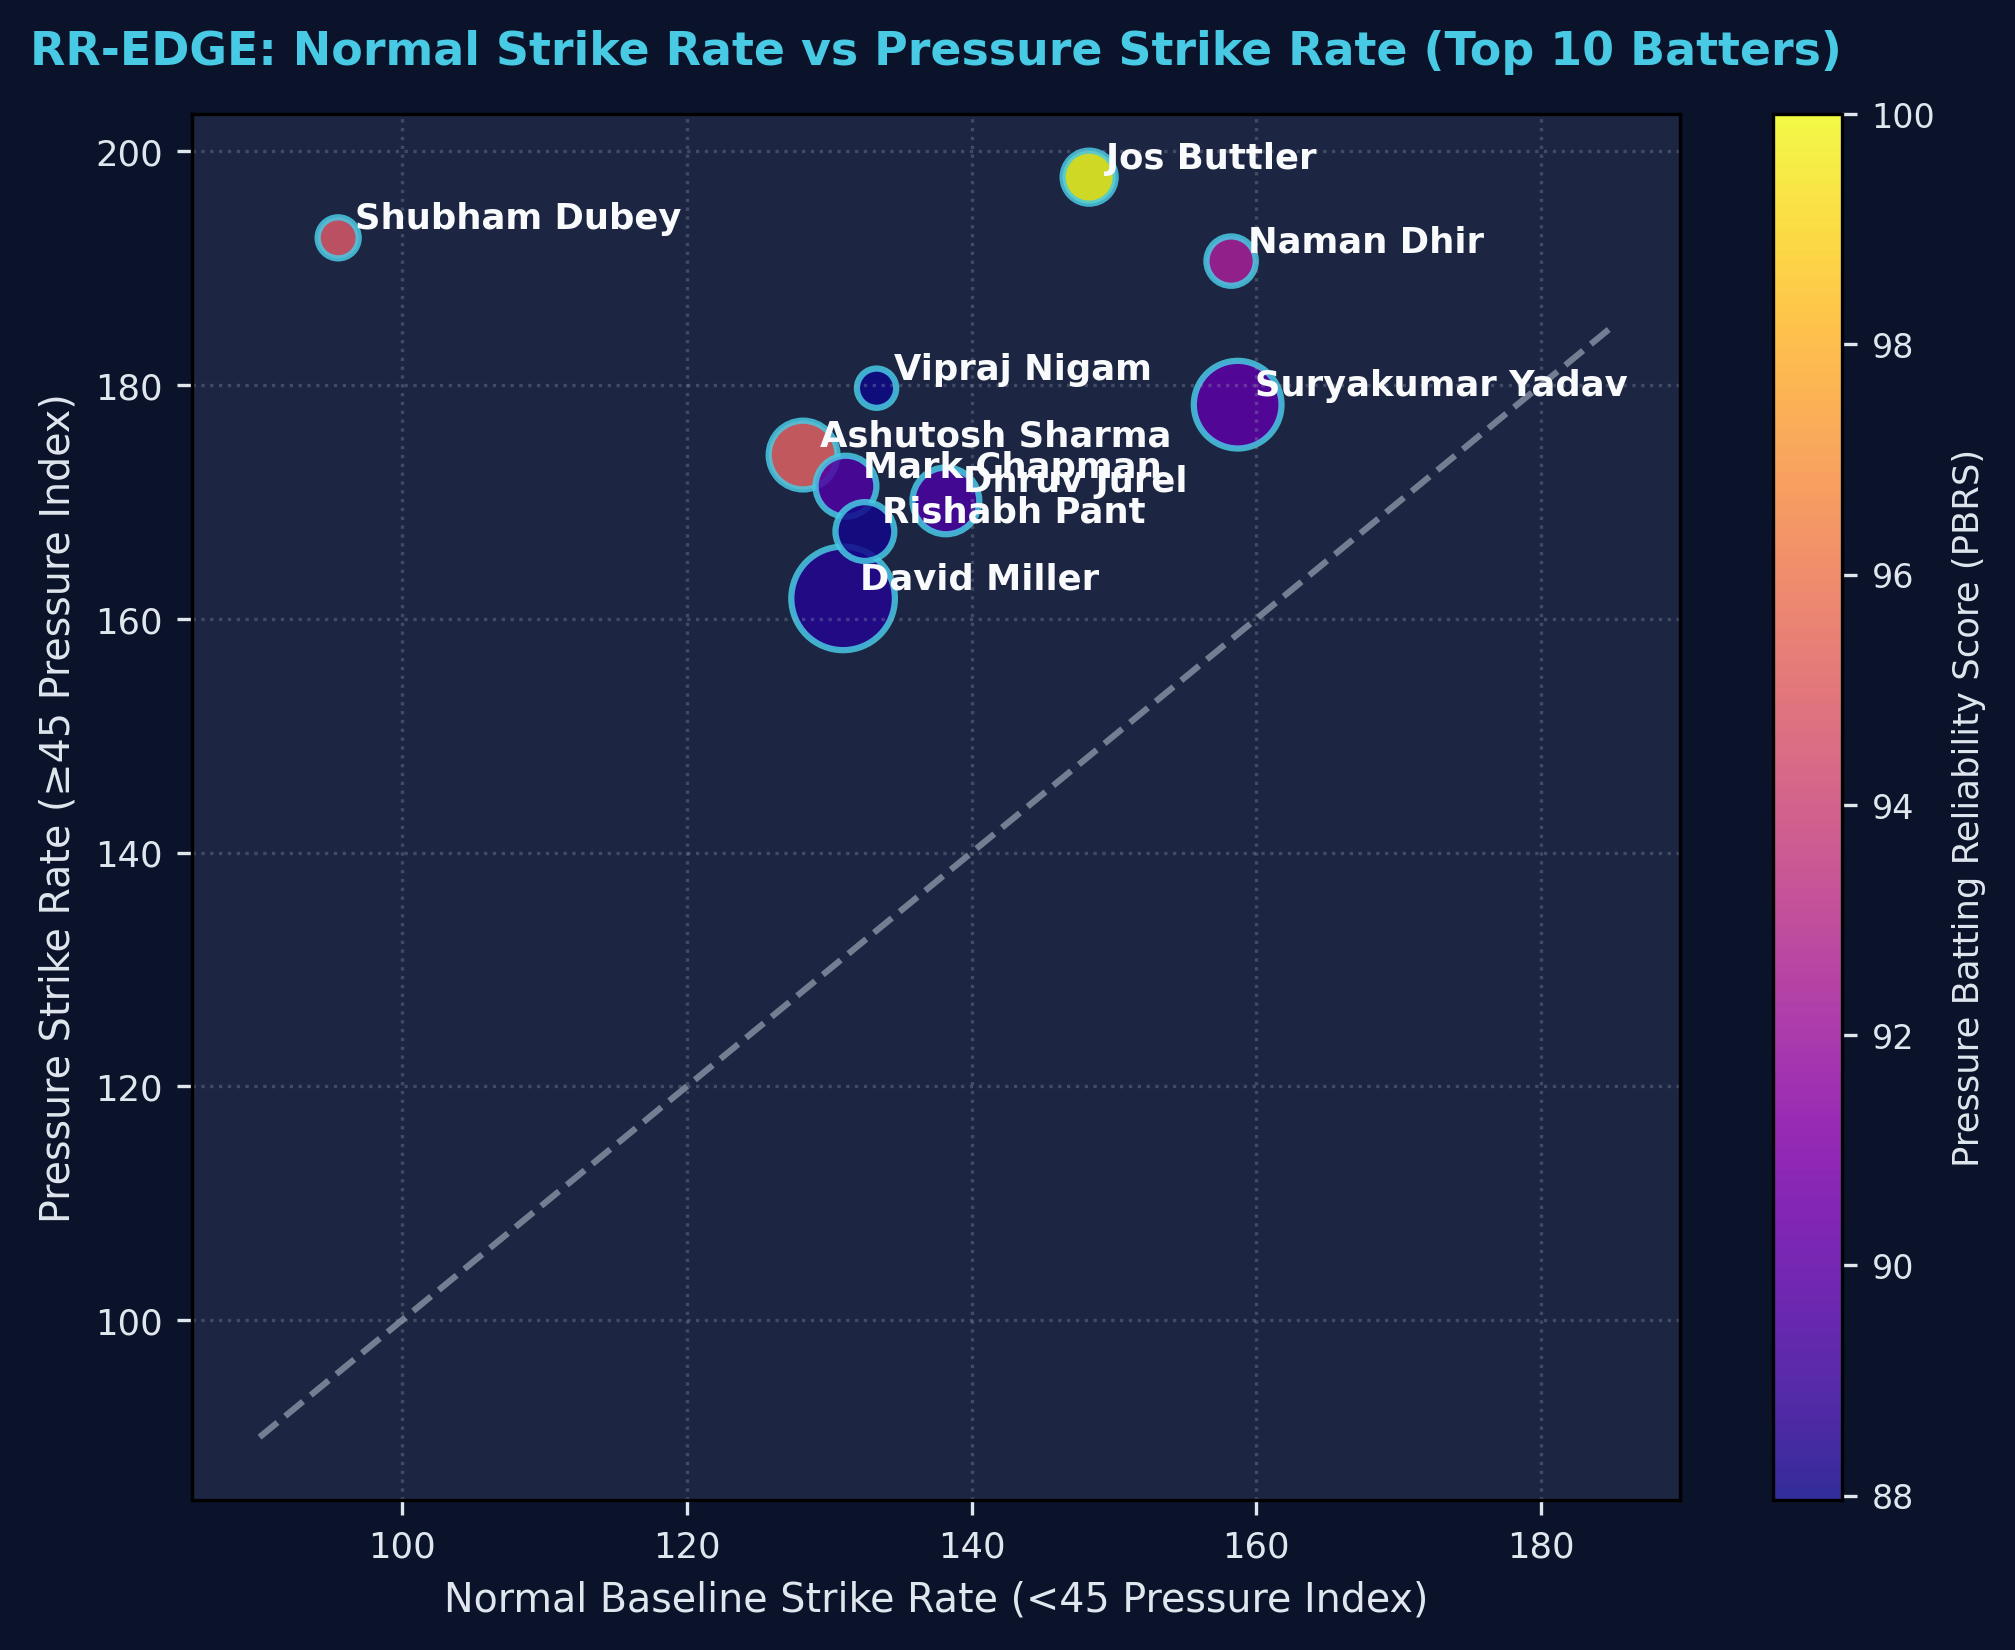 RR-EDGE: Normal Strike Rate vs Pressure Strike Rate (Top 10 Batters)
Pressure Strike Rate (≥45 Pressure Index)
200
180
160
140
120
100
Jos Buttler
Shubham Dubey
Naman Dhir
Vipraj Nigam
Suryakumar Yadav
Ashutosh Sharma
Mark Chapman
Dhruv Jurel
Rishabh Pant
David Miller
100
120
140
160
180
Normal Baseline Strike Rate (<45 Pressure Index)
100
98
96
94
92
90
88
Pressure Batting Reliability Score (PBRS)